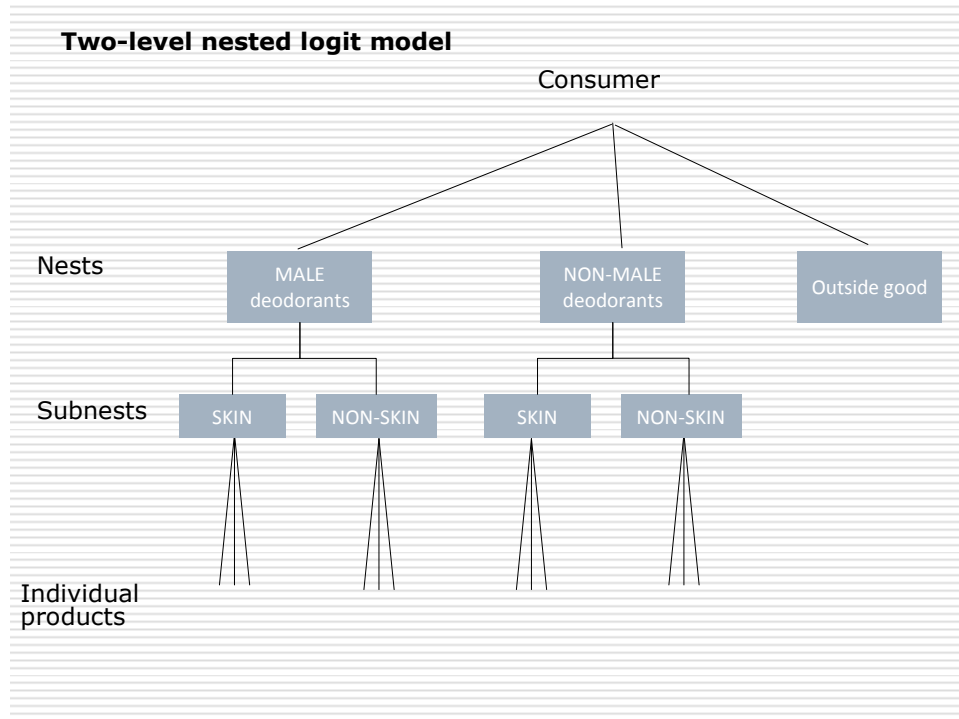 Two-level nested logit model
Consumer
Nests
MALE
deodorants
NON-MALE
deodorants
Outside good
Subnests
SKIN
NON-SKIN
SKIN
NON-SKIN
Individual
products